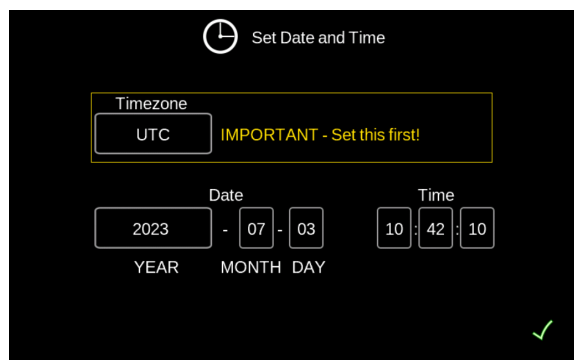 Set Date and Time
Timezone
UTC IMPORTANT - Set this first!
Date Time
2023 - 07 - 03 10 : 42 : 10
YEAR MONTH DAY